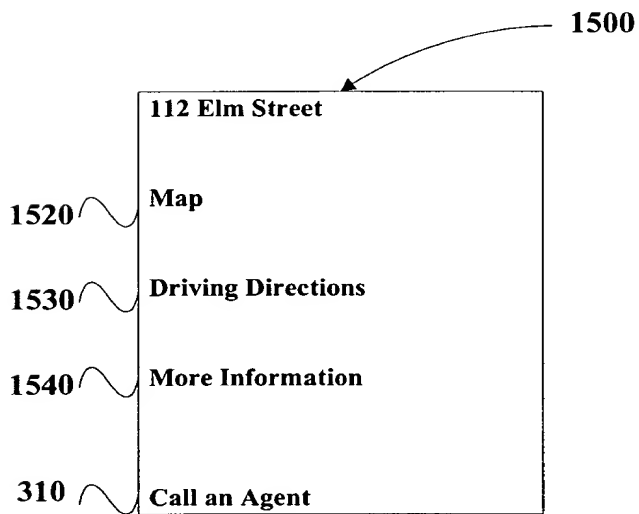 1500
112 Elm Street
1520 Map
1530 Driving Directions
1540 More Information
310 Call an Agent